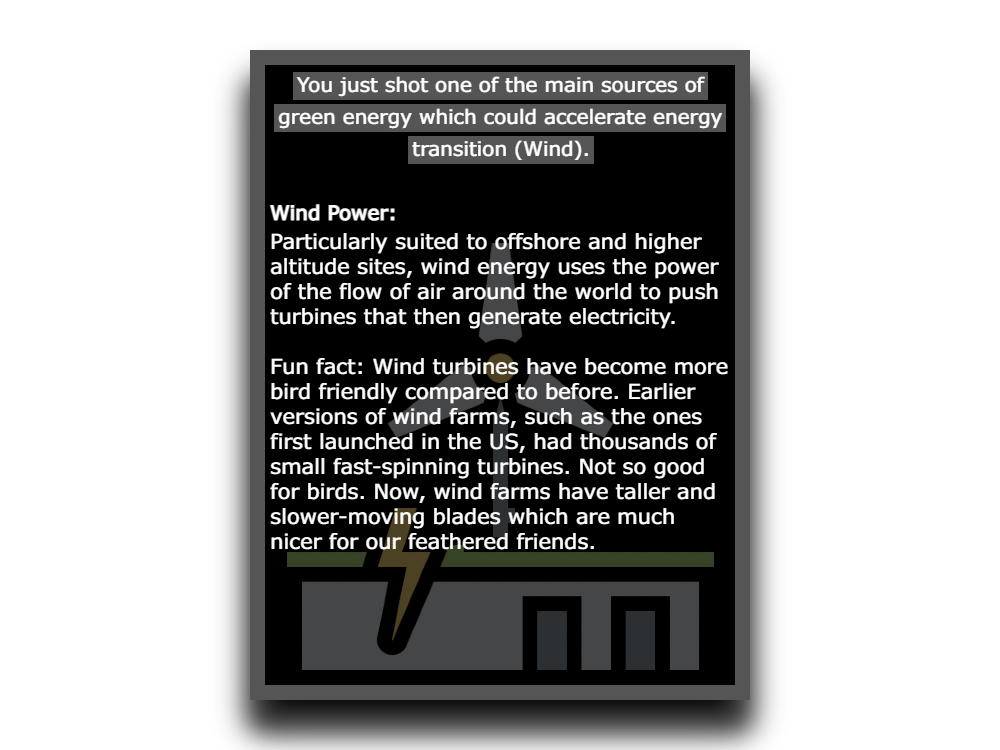 You just shot one of the main sources of
green energy which could accelerate energy
transition (Wind).
Wind Power:
Particularly suited to offshore and higher
altitude sites, wind energy uses the power
of the flow of air around the world to push
turbines that then generate electricity.
Fun fact: Wind turbines have become more
bird friendly compared to before. Earlier
versions of wind farms, such as the ones
first launched in the US, had thousands of
small fast-spinning turbines. Not so good
for birds. Now, wind farms have taller and
slower-moving blades which are much
nicer for our feathered friends.